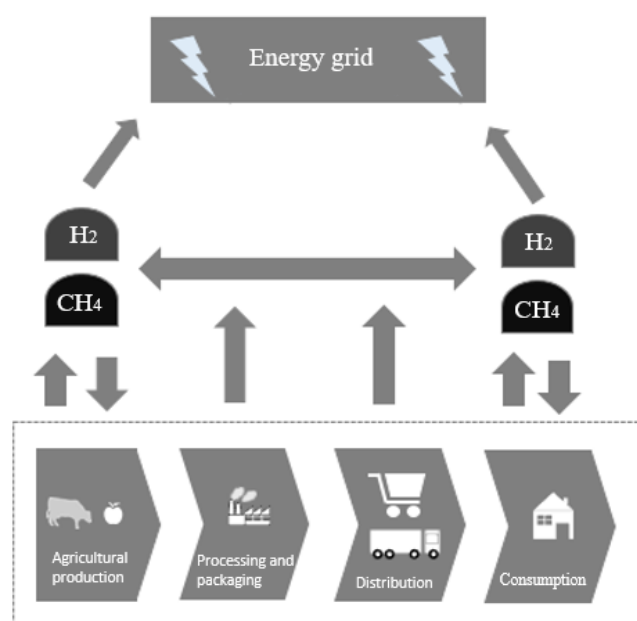 Energy grid
H2
H2
CH4
CH4
Agricultural
production
Processing and
packaging
Distribution
Consumption